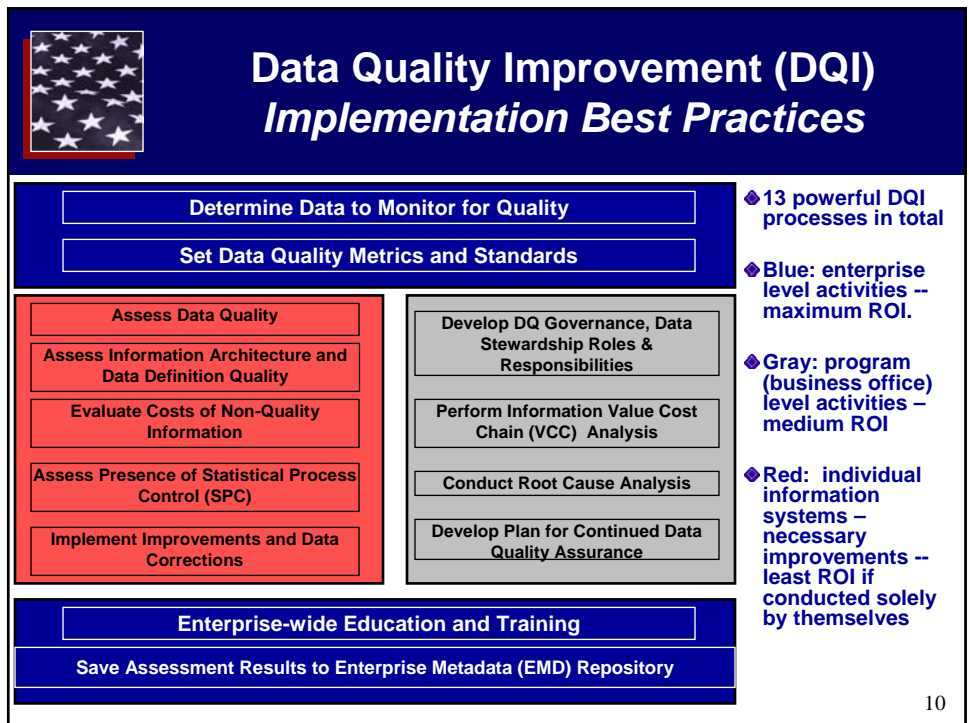 Data Quality Improvement (DQI)
Implementation Best Practices
Determine Data to Monitor for Quality
Set Data Quality Metrics and Standards
Assess Data Quality
Assess Information Architecture and
Data Definition Quality
Evaluate Costs of Non-Quality
Information
Assess Presence of Statistical Process
Control (SPC)
Implement Improvements and Data
Corrections
Develop DQ Governance, Data
Stewardship Roles &
Responsibilities
Perform Information Value Cost
Chain (VCC) Analysis
Conduct Root Cause Analysis
Develop Plan for Continued Data
Quality Assurance
Enterprise-wide Education and Training
Save Assessment Results to Enterprise Metadata (EMD) Repository
13 powerful DQI
processes in total
Blue: enterprise
level activities --
maximum ROI.
Gray: program
(business office)
level activities –
medium ROI
Red: individual
information
systems –
necessary
improvements --
least ROI if
conducted solely
by themselves
10